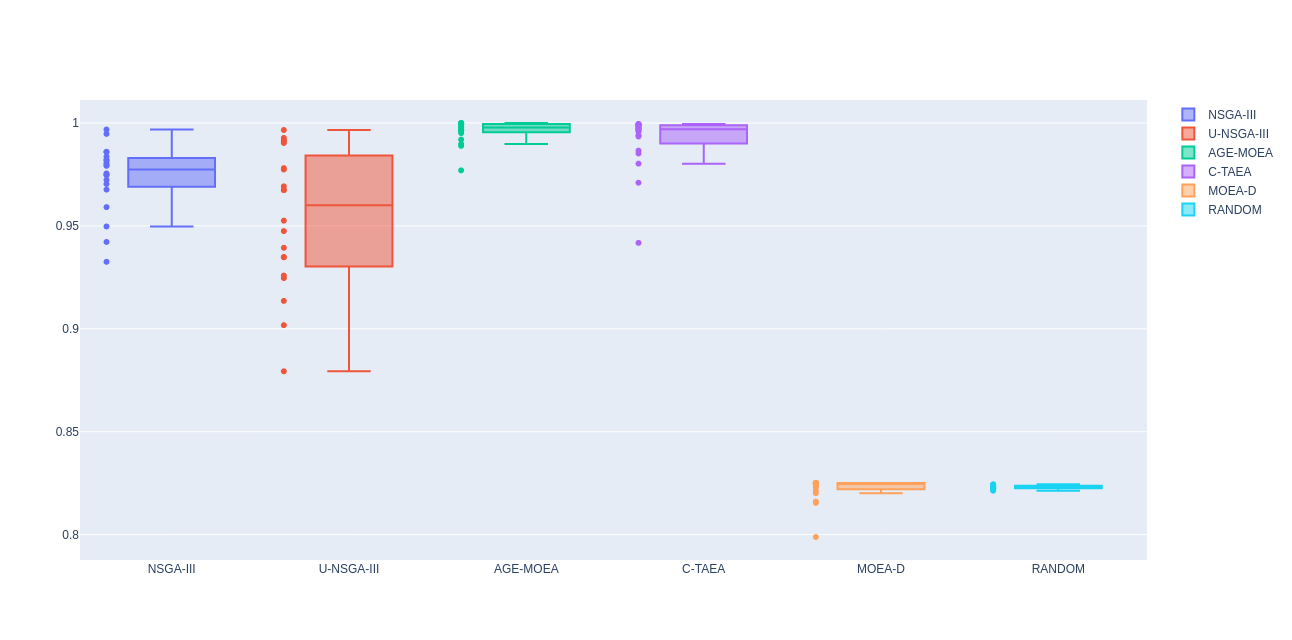 1
0.95
0.9
0.85
0.8
NSGA-III
U-NSGA-III
AGE-MOEA
C-TAEA
MOEA-D
RANDOM
NSGA-III
U-NSGA-III
AGE-MOEA
C-TAEA
MOEA-D
RANDOM